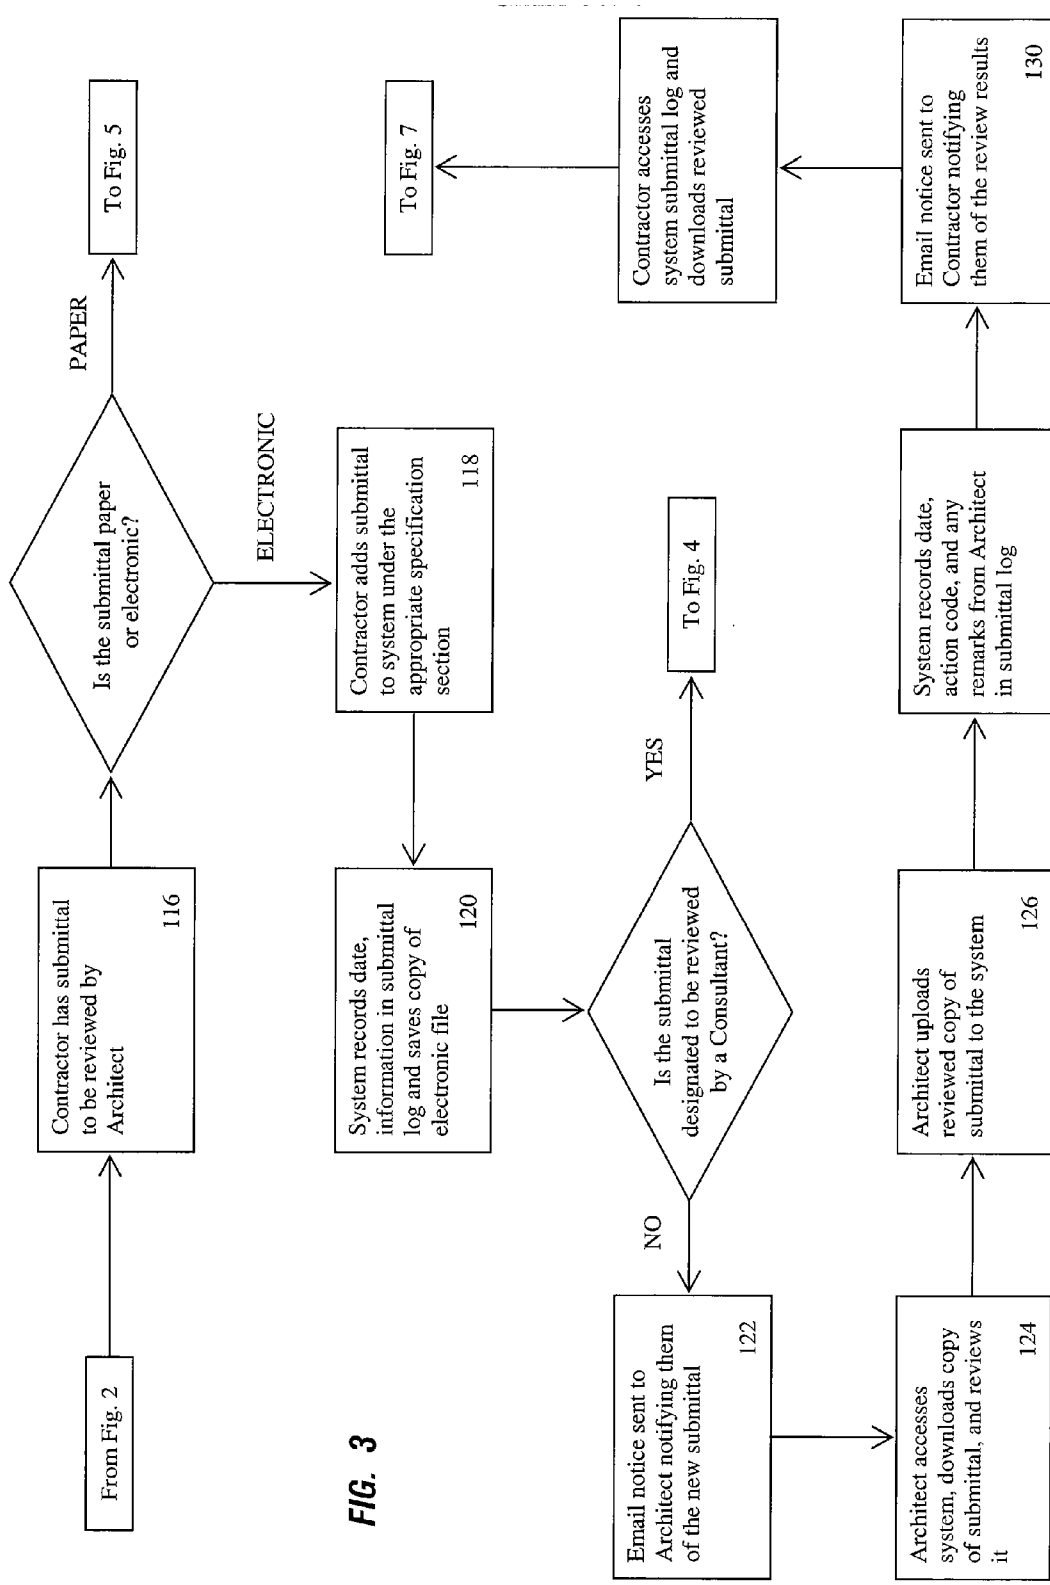 From Fig. 2
Contractor has submittal
to be reviewed by
Architect
116
Is the submittal paper
or electronic?
PAPER
To Fig. 5
ELECTRONIC
Contractor adds submittal
to system under the
appropriate specification
section
118
System records date,
information in submittal
log and saves copy of
electronic file
120
Is the submittal
designated to be reviewed
by a Consultant?
YES
To Fig. 4
NO
Email notice sent to
Architect notifying them
of the new submittal
122
Architect accesses
system, downloads copy
of submittal, and reviews
it
124
Architect uploads
reviewed copy of
submittal to the system
126
System records date,
action code, and any
remarks from Architect
in submittal log
Email notice sent to
Contractor notifying
them of the review results
130
Contractor accesses
system submittal log and
downloads reviewed
submittal
To Fig. 7
FIG. 3